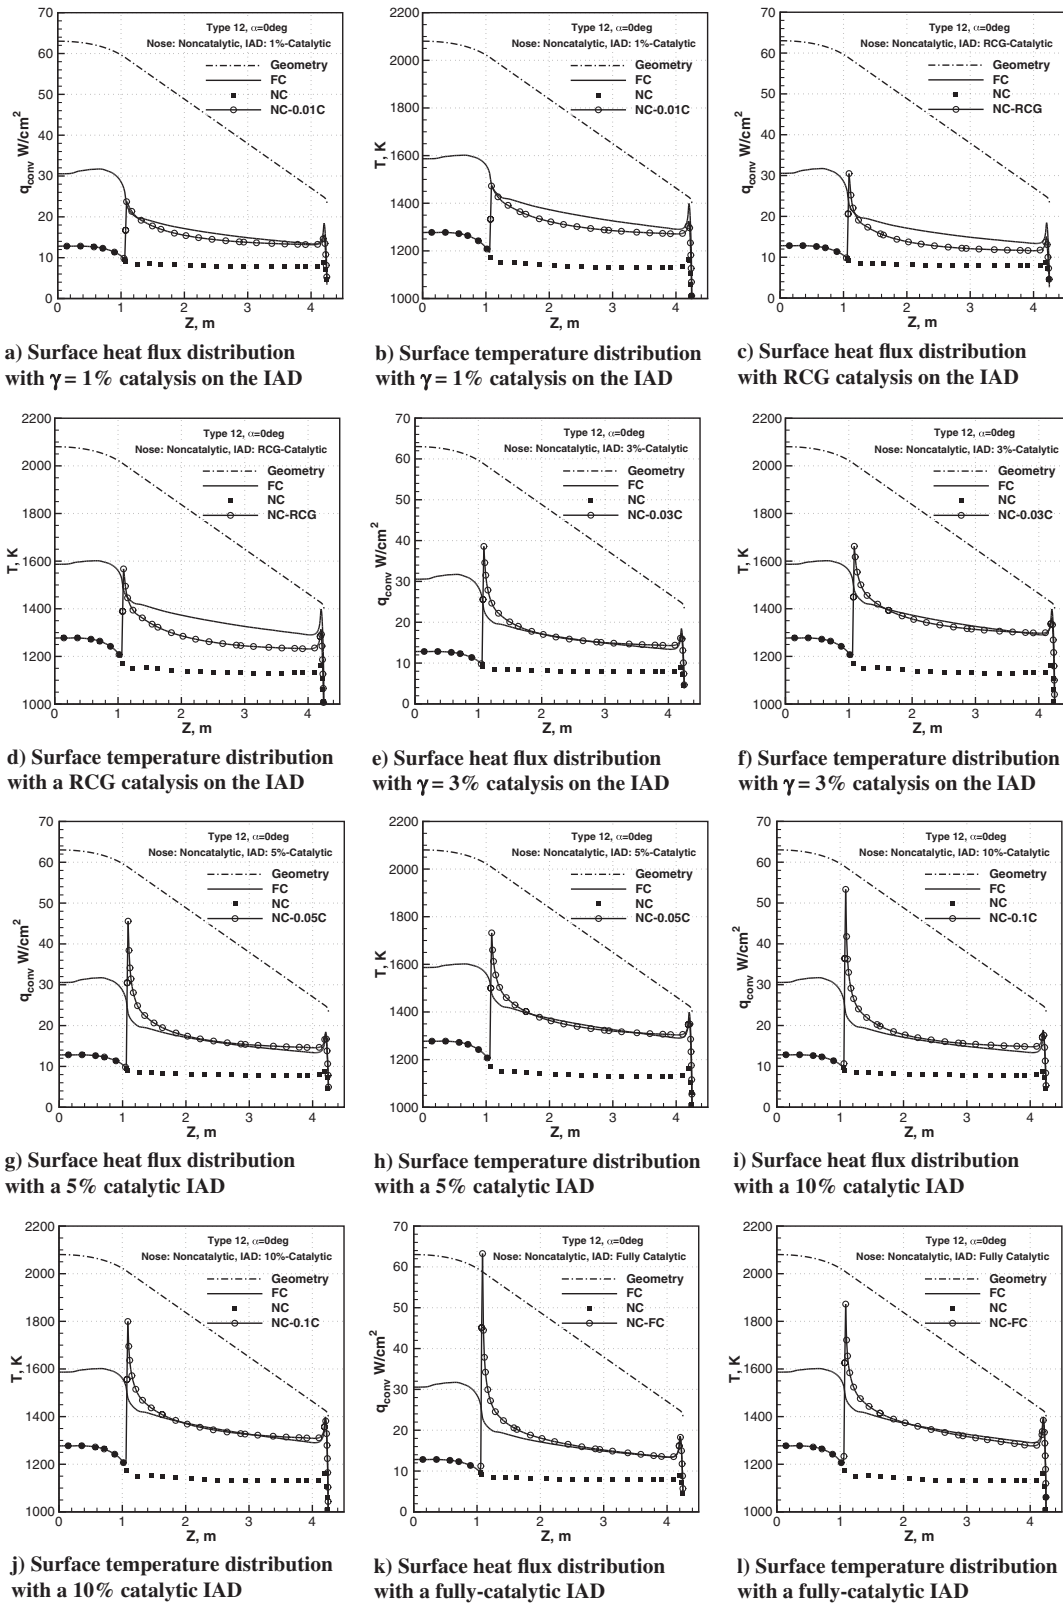 Type 12, α=0deg
Nose: Noncatalytic, IAD: 1%-Catalytic
Geometry
FC
NC
NC-0.01C
q_conv W/cm²
70
60
50
40
30
20
10
0
0 1 2 3 4
Z, m
a) Surface heat flux distribution
with γ = 1% catalysis on the IAD
Type 12, α=0deg
Nose: Noncatalytic, IAD: 1%-Catalytic
Geometry
FC
NC
NC-0.01C
T, K
2200
2000
1800
1600
1400
1200
1000
0 1 2 3 4
Z, m
b) Surface temperature distribution
with γ = 1% catalysis on the IAD
Type 12, α=0deg
Nose: Noncatalytic, IAD: RCG-Catalytic
Geometry
FC
NC
NC-RCG
q_conv W/cm²
70
60
50
40
30
20
10
0
0 1 2 3 4
Z, m
c) Surface heat flux distribution
with RCG catalysis on the IAD
Type 12, α=0deg
Nose: Noncatalytic, IAD: RCG-Catalytic
Geometry
FC
NC
NC-RCG
T, K
2200
2000
1800
1600
1400
1200
1000
0 1 2 3 4
Z, m
d) Surface temperature distribution
with a RCG catalysis on the IAD
Type 12, α=0deg
Nose: Noncatalytic, IAD: 3%-Catalytic
Geometry
FC
NC
NC-0.03C
q_conv W/cm²
70
60
50
40
30
20
10
0
0 1 2 3 4
Z, m
e) Surface heat flux distribution
with γ = 3% catalysis on the IAD
Type 12, α=0deg
Nose: Noncatalytic, IAD: 3%-Catalytic
Geometry
FC
NC
NC-0.03C
T, K
2200
2000
1800
1600
1400
1200
1000
0 1 2 3 4
Z, m
f) Surface temperature distribution
with γ = 3% catalysis on the IAD
Type 12, α=0deg
Nose: Noncatalytic, IAD: 5%-Catalytic
Geometry
FC
NC
NC-0.05C
q_conv W/cm²
70
60
50
40
30
20
10
0
0 1 2 3 4
Z, m
g) Surface heat flux distribution
with a 5% catalytic IAD
Type 12, α=0deg
Nose: Noncatalytic, IAD: 5%-Catalytic
Geometry
FC
NC
NC-0.05C
T, K
2200
2000
1800
1600
1400
1200
1000
0 1 2 3 4
Z, m
h) Surface temperature distribution
with a 5% catalytic IAD
Type 12, α=0deg
Nose: Noncatalytic, IAD: 10%-Catalytic
Geometry
FC
NC
NC-0.1C
q_conv W/cm²
70
60
50
40
30
20
10
0
0 1 2 3 4
Z, m
i) Surface heat flux distribution
with a 10% catalytic IAD
Type 12, α=0deg
Nose: Noncatalytic, IAD: 10%-Catalytic
Geometry
FC
NC
NC-0.1C
T, K
2200
2000
1800
1600
1400
1200
1000
0 1 2 3 4
Z, m
j) Surface temperature distribution
with a 10% catalytic IAD
Type 12, α=0deg
Nose: Noncatalytic, IAD: Fully Catalytic
Geometry
FC
NC
NC-FC
q_conv W/cm²
70
60
50
40
30
20
10
0
0 1 2 3 4
Z, m
k) Surface heat flux distribution
with a fully-catalytic IAD
Type 12, α=0deg
Nose: Noncatalytic, IAD: Fully Catalytic
Geometry
FC
NC
NC-FC
T, K
2200
2000
1800
1600
1400
1200
1000
0 1 2 3 4
Z, m
l) Surface temperature distribution
with a fully-catalytic IAD